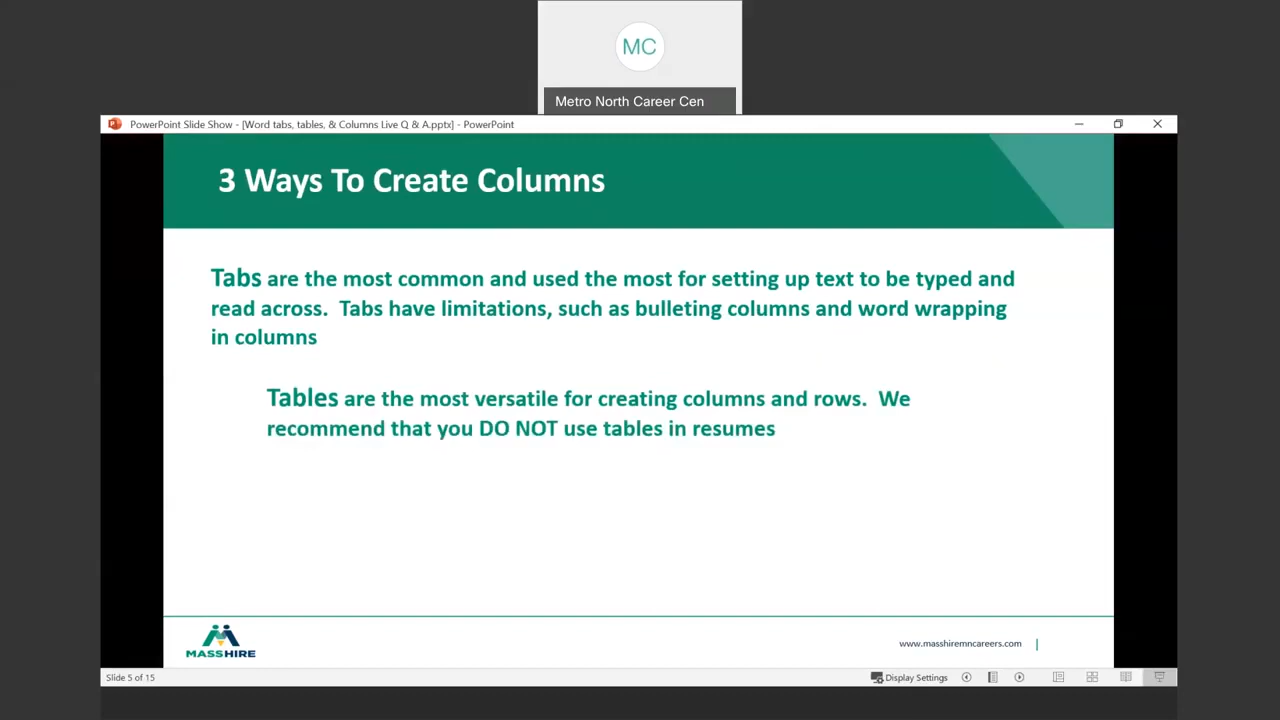 MC
Metro North Career Cen
PowerPoint Slide Show - [Word tabs, tables, & Columns Live Q & A.pptx] - PowerPoint
3 Ways To Create Columns
Tabs are the most common and used the most for setting up text to be typed and
read across. Tabs have limitations, such as bulleting columns and word wrapping
in columns
Tables are the most versatile for creating columns and rows. We
recommend that you DO NOT use tables in resumes
MASSHIRE
www.masshiremncareers.com
Slide 5 of 15
Display Settings